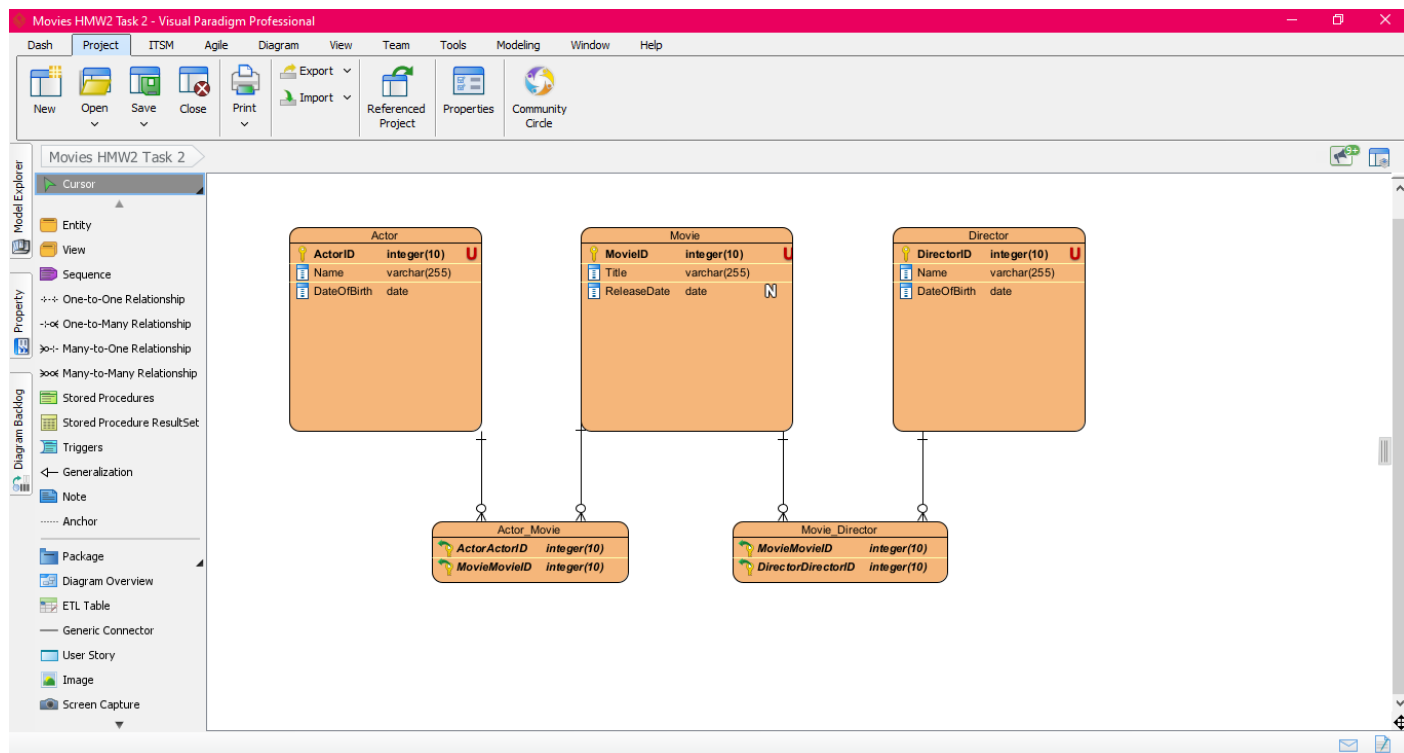 Movies HMW2 Task 2 - Visual Paradigm Professional
Dash Project ITSM Agile Diagram View Team Tools Modeling Window Help
New Open Save Close Print Export Import Referenced Project Properties Community Circle
Movies HMW2 Task 2
9+
Model Explorer
Property
Diagram Backlog
Cursor
Entity
View
Sequence
One-to-One Relationship
One-to-Many Relationship
Many-to-One Relationship
Many-to-Many Relationship
Stored Procedures
Stored Procedure ResultSet
Triggers
Generalization
Note
Anchor
Package
Diagram Overview
ETL Table
Generic Connector
User Story
Image
Screen Capture
Actor
ActorID integer(10) U
Name varchar(255)
DateOfBirth date
Movie
MovieID integer(10) U
Title varchar(255)
ReleaseDate date N
Director
DirectorID integer(10) U
Name varchar(255)
DateOfBirth date
Actor_Movie
ActorActorID integer(10)
MovieMovieID integer(10)
Movie_Director
MovieMovieID integer(10)
DirectorDirectorID integer(10)